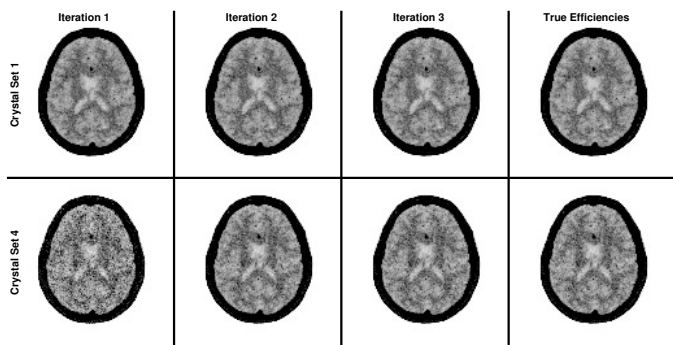 Iteration 1
Iteration 2
Iteration 3
True Efficiencies
Crystal Set 1
Crystal Set 4